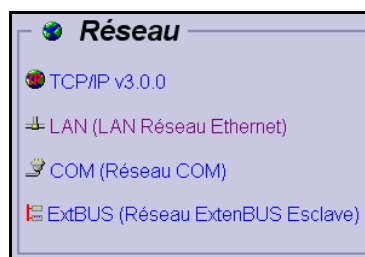 Réseau
TCP/IP v3.0.0
LAN (LAN Réseau Ethernet)
COM (Réseau COM)
ExtBUS (Réseau ExtenBUS Esclave)